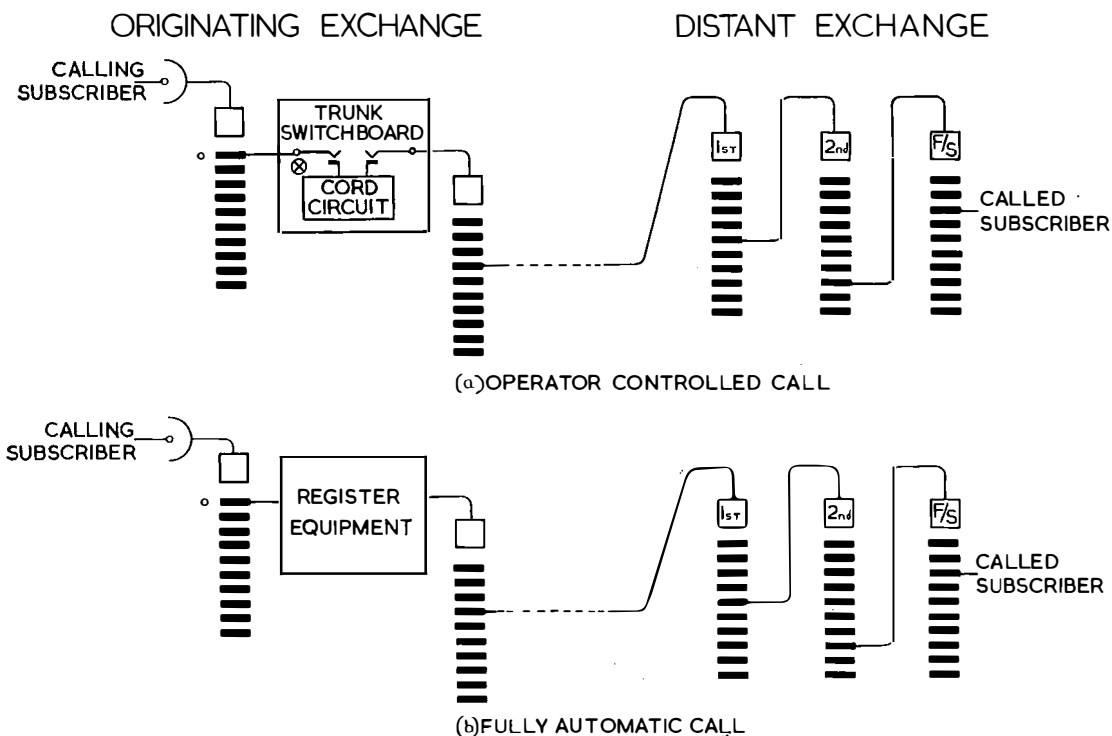 ORIGINATING EXCHANGE
DISTANT EXCHANGE
CALLING
SUBSCRIBER
TRUNK
SWITCHBOARD
CORD
CIRCUIT
1ST
2nd
F/S
CALLED
SUBSCRIBER
(a)OPERATOR CONTROLLED CALL
CALLING
SUBSCRIBER
REGISTER
EQUIPMENT
1ST
2nd
F/S
CALLED
SUBSCRIBER
(b)FULLY AUTOMATIC CALL